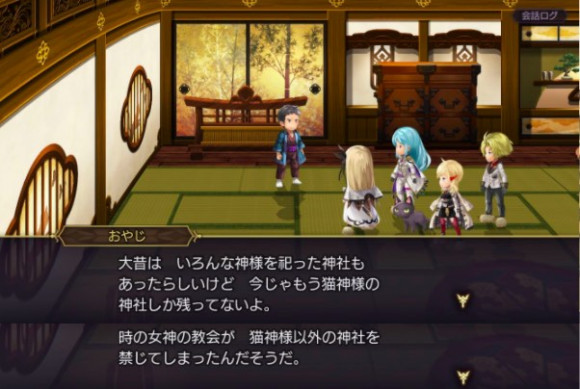 会話ログ
おやじ
大昔は　いろんな神様を祀った神社も
あったらしいけど　今じゃもう猫神様の
神社しか残ってないよ。
時の女神の教会が　猫神様以外の神社を
禁じてしまったんだそうだ。